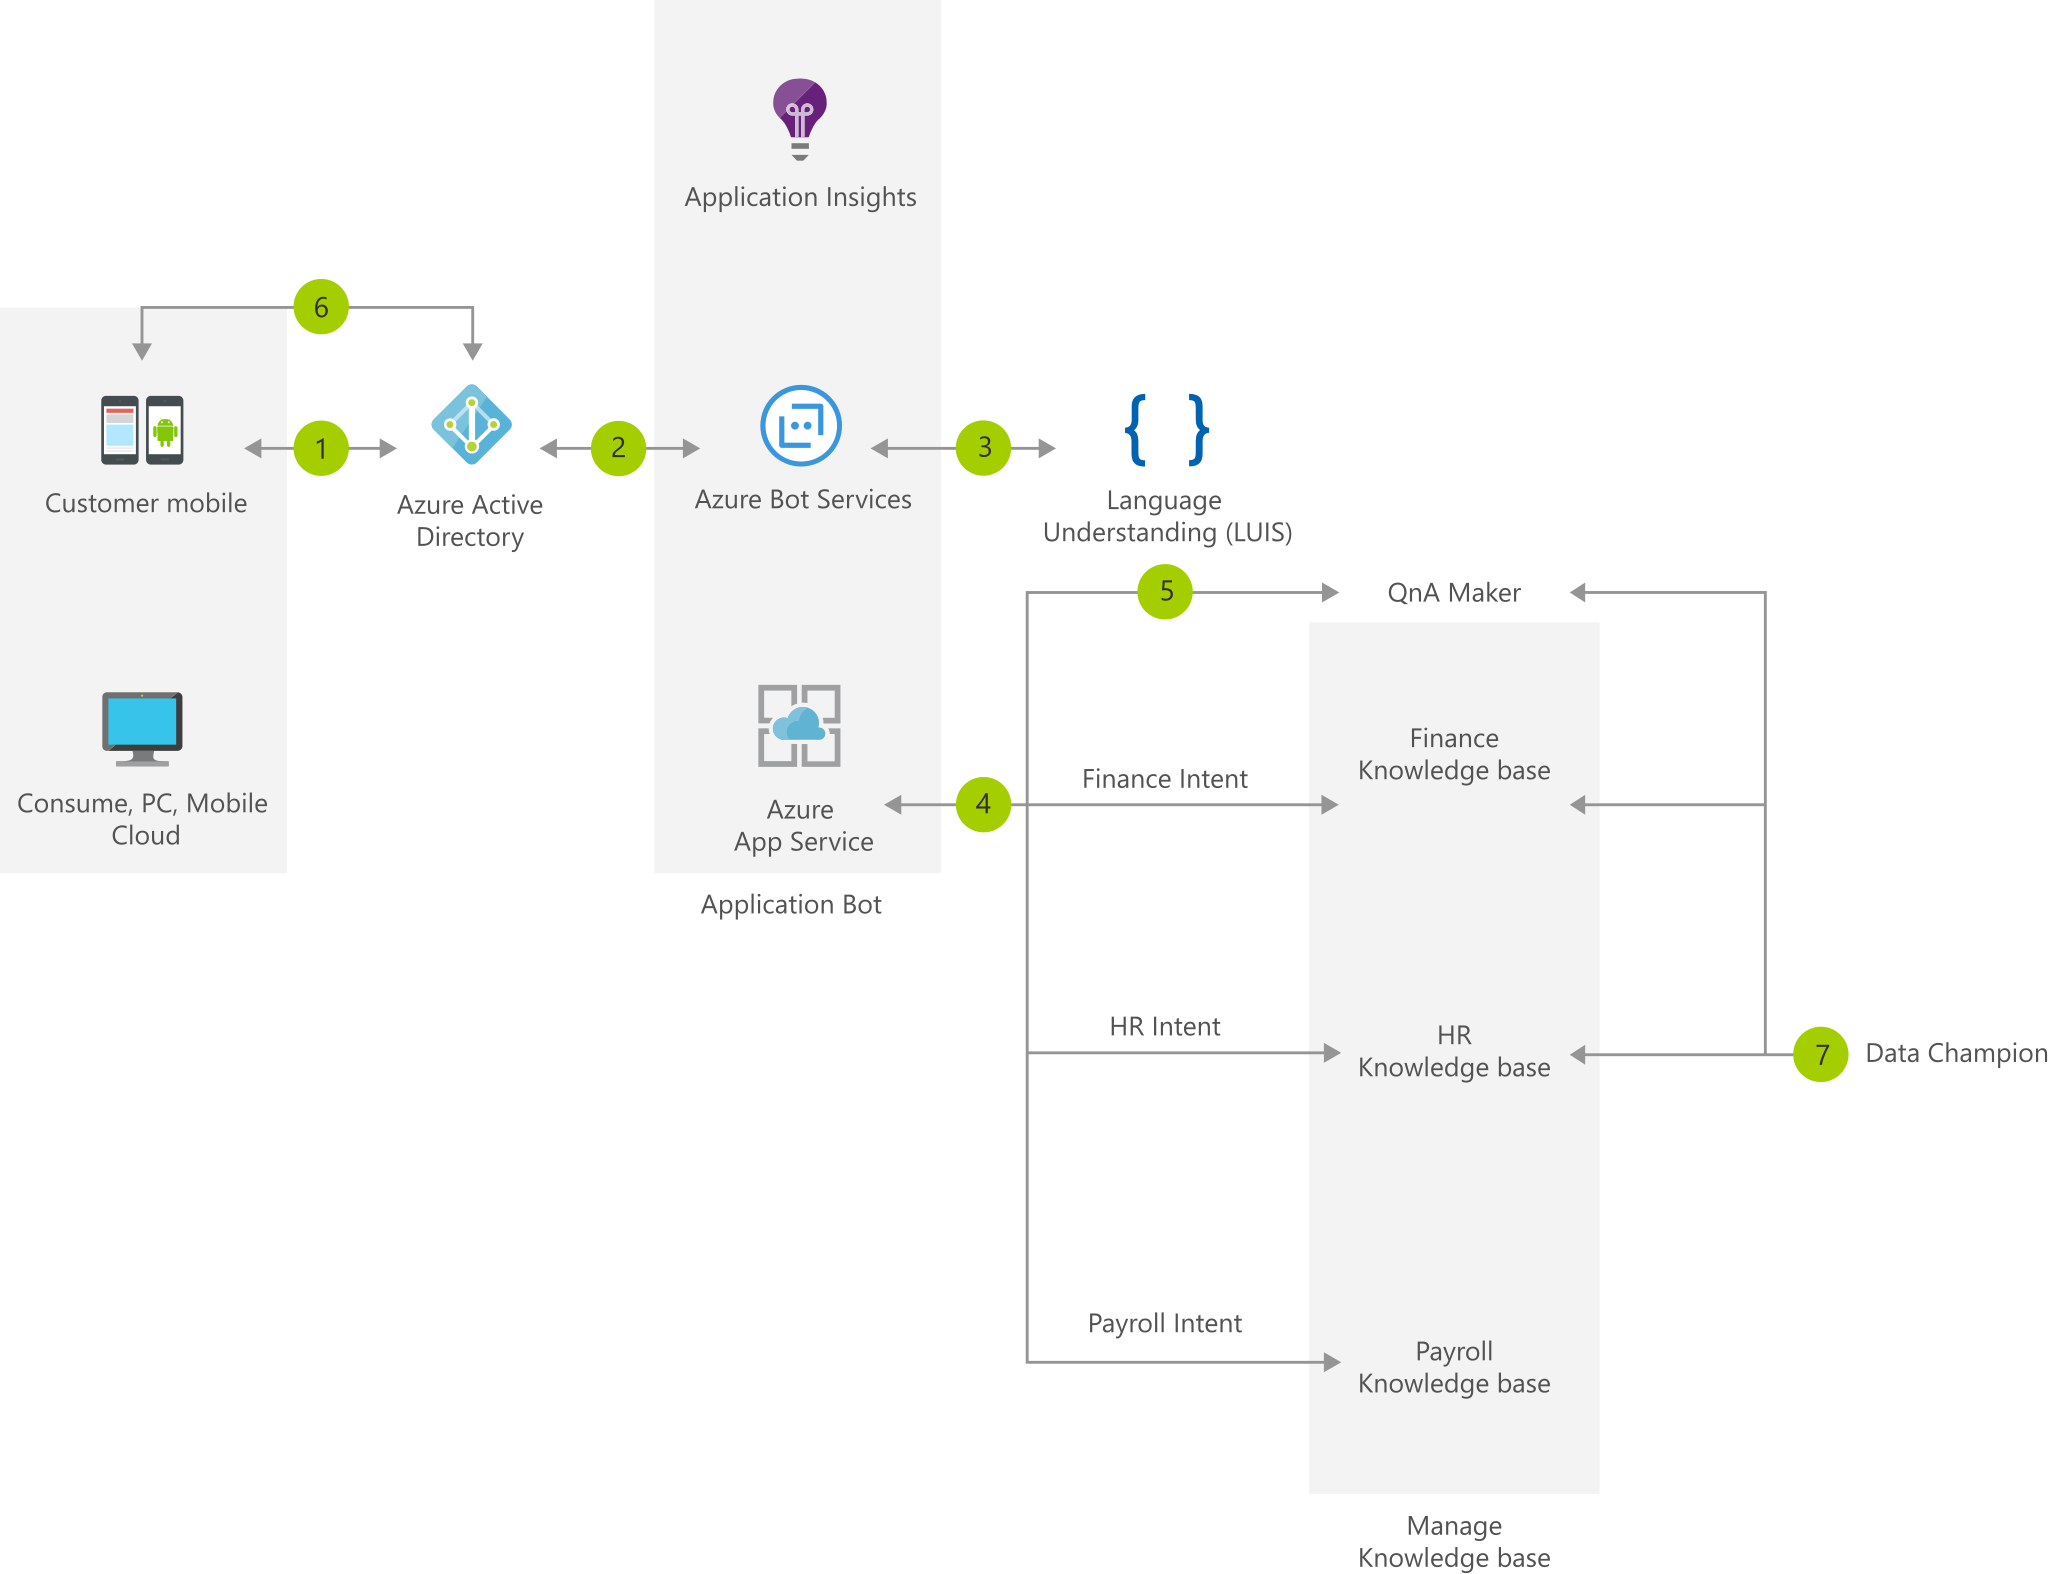 Application Insights
6
1
2
3
Customer mobile
Azure Active
Directory
Azure Bot Services
Language
Understanding (LUIS)
5
QnA Maker
Consume, PC, Mobile
Cloud
Azure
App Service
Application Bot
4
Finance Intent
Finance
Knowledge base
HR Intent
HR
Knowledge base
7
Data Champion
Payroll Intent
Payroll
Knowledge base
Manage
Knowledge base